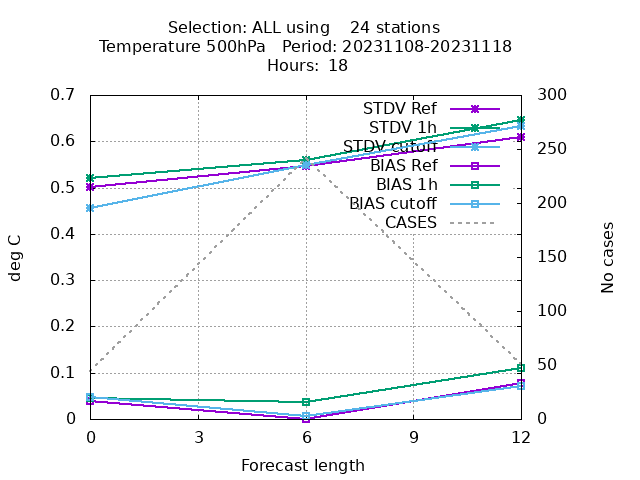 Selection: ALL using 24 stations
Temperature 500hPa Period: 20231108-20231118
Hours: 18
0.7
0.6
0.5
0.4
0.3
0.2
0.1
0
deg C
300
250
200
150
100
50
0
No cases
STDV Ref
STDV 1h
STDV cutoff
BIAS Ref
BIAS 1h
BIAS cutoff
CASES
0 3 6 9 12
Forecast length